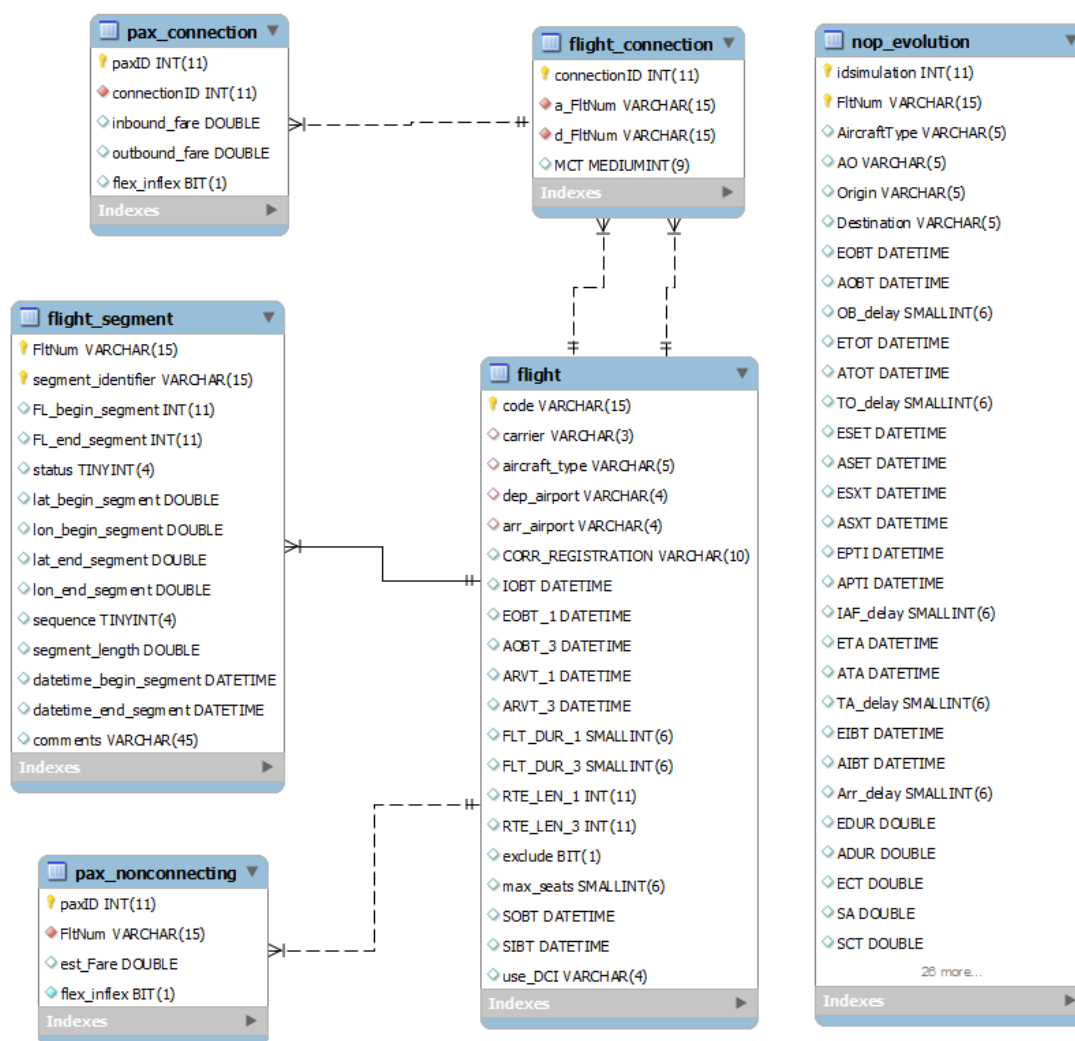 pax_connection
paxID INT(11)
connectionID INT(11)
inbound_fare DOUBLE
outbound_fare DOUBLE
flex_inflex BIT(1)
Indexes
flight_connection
connectionID INT(11)
a_FltNum VARCHAR(15)
d_FltNum VARCHAR(15)
MCT MEDIUMINT(9)
Indexes
nop_evolution
idsimulation INT(11)
FltNum VARCHAR(15)
AircraftType VARCHAR(5)
AO VARCHAR(5)
Origin VARCHAR(5)
Destination VARCHAR(5)
EOBT DATETIME
AOBT DATETIME
OB_delay SMALLINT(6)
ETOT DATETIME
ATOT DATETIME
TO_delay SMALLINT(6)
ESET DATETIME
ASET DATETIME
ESXT DATETIME
ASXT DATETIME
EPTI DATETIME
APTI DATETIME
IAF_delay SMALLINT(6)
ETA DATETIME
ATA DATETIME
TA_delay SMALLINT(6)
EIBT DATETIME
AIBT DATETIME
Arr_delay SMALLINT(6)
EDUR DOUBLE
ADUR DOUBLE
ECT DOUBLE
SA DOUBLE
SCT DOUBLE
26 more...
Indexes
flight_segment
FltNum VARCHAR(15)
segment_identifier VARCHAR(15)
FL_begin_segment INT(11)
FL_end_segment INT(11)
status TINYINT(4)
lat_begin_segment DOUBLE
lon_begin_segment DOUBLE
lat_end_segment DOUBLE
lon_end_segment DOUBLE
sequence TINYINT(4)
segment_length DOUBLE
datetime_begin_segment DATETIME
datetime_end_segment DATETIME
comments VARCHAR(45)
Indexes
flight
code VARCHAR(15)
carrier VARCHAR(3)
aircraft_type VARCHAR(5)
dep_airport VARCHAR(4)
arr_airport VARCHAR(4)
CORR_REGISTRATION VARCHAR(10)
IOBT DATETIME
EOBT_1 DATETIME
AOBT_3 DATETIME
ARVT_1 DATETIME
ARVT_3 DATETIME
FLT_DUR_1 SMALLINT(6)
FLT_DUR_3 SMALLINT(6)
RTE_LEN_1 INT(11)
RTE_LEN_3 INT(11)
exclude BIT(1)
max_seats SMALLINT(6)
SOBT DATETIME
SIBT DATETIME
use_DCI VARCHAR(4)
Indexes
pax_nonconnecting
paxID INT(11)
FltNum VARCHAR(15)
est_Fare DOUBLE
flex_inflex BIT(1)
Indexes